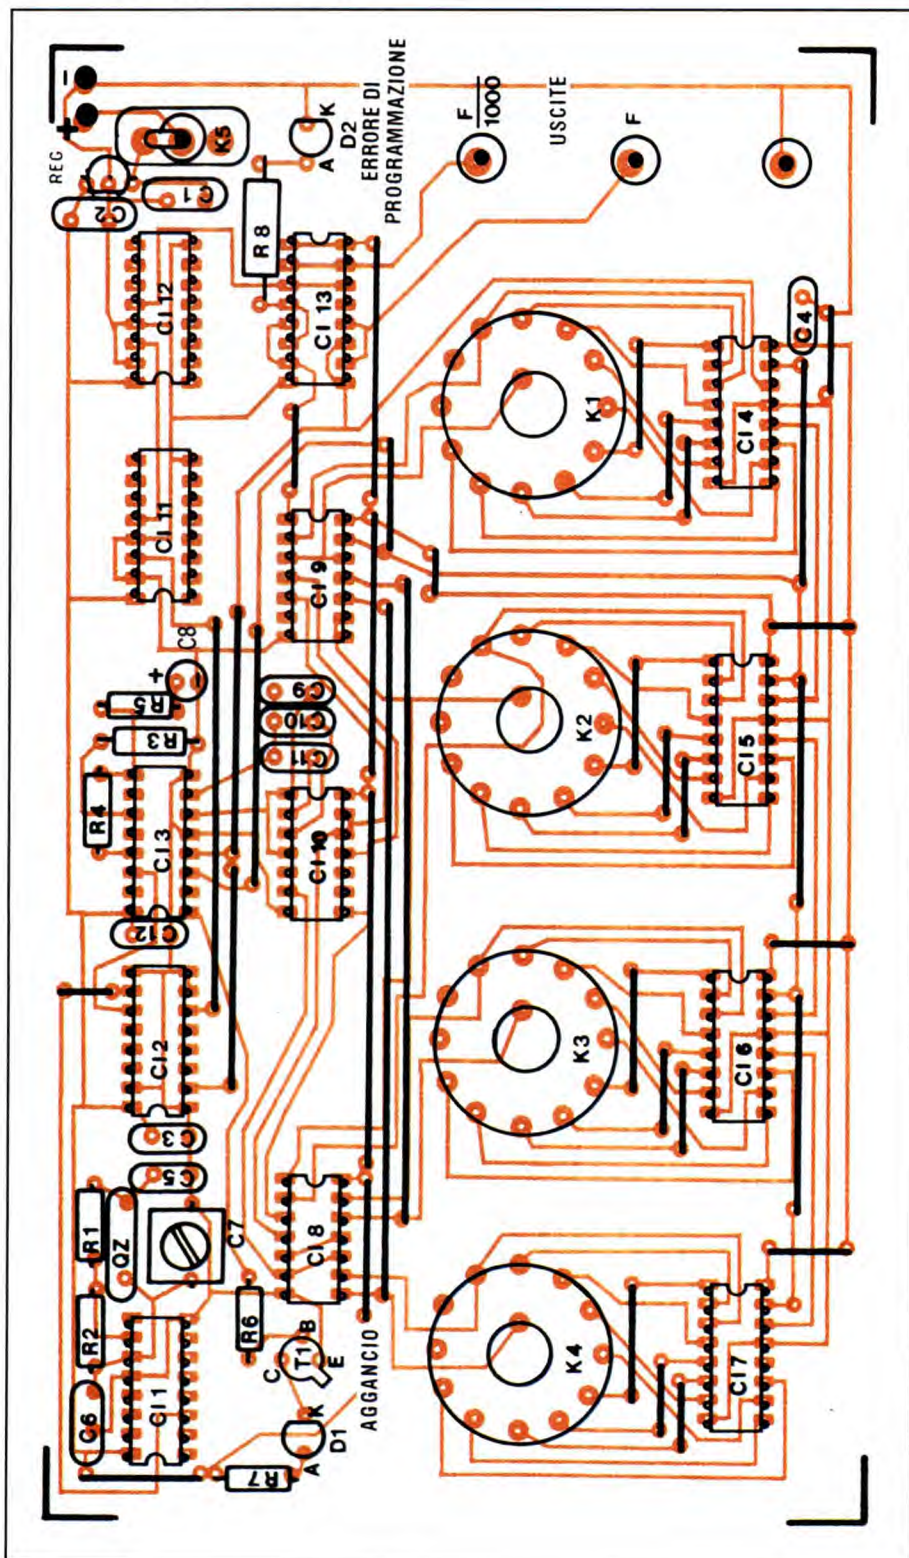 REG
+
-
K5
C1
C2
R8
A
K
D2
ERRORE DI
PROGRAMMAZIONE
F
1000
USCITE
F
CI 12
CI 13
CI 11
CI 9
C8
+
-
R5
R3
R4
CI 3
C9
C10
C11
CI 10
C12
CI 2
C3
C5
R1
QZ
C7
R2
C6
CI 1
R6
CI 8
C
B
T1
E
A
K
D1
R7
AGGANCIO
K1
K2
K3
K4
CI 4
C4
CI 5
CI 6
CI 7